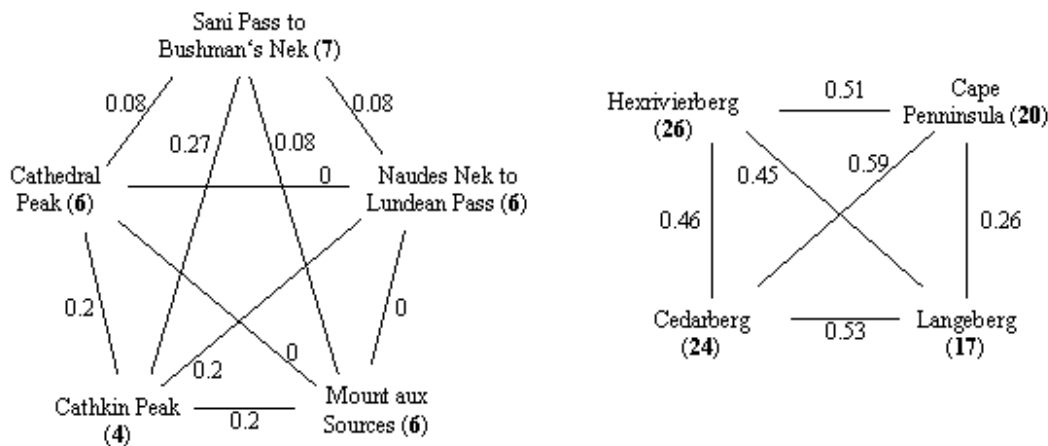 Sani Pass to
Bushman‘s Nek (7)
0.08
0.08
0.27
0.08
Cathedral
Peak (6)
0
Naudes Nek to
Lundean Pass (6)
0.2
0
0
0.2
Cathkin Peak
(4)
0.2
Mount aux
Sources (6)
Hexrivierberg
(26)
0.51
Cape
Penninsula (20)
0.45
0.59
0.46
0.26
Cedarberg
(24)
0.53
Langeberg
(17)